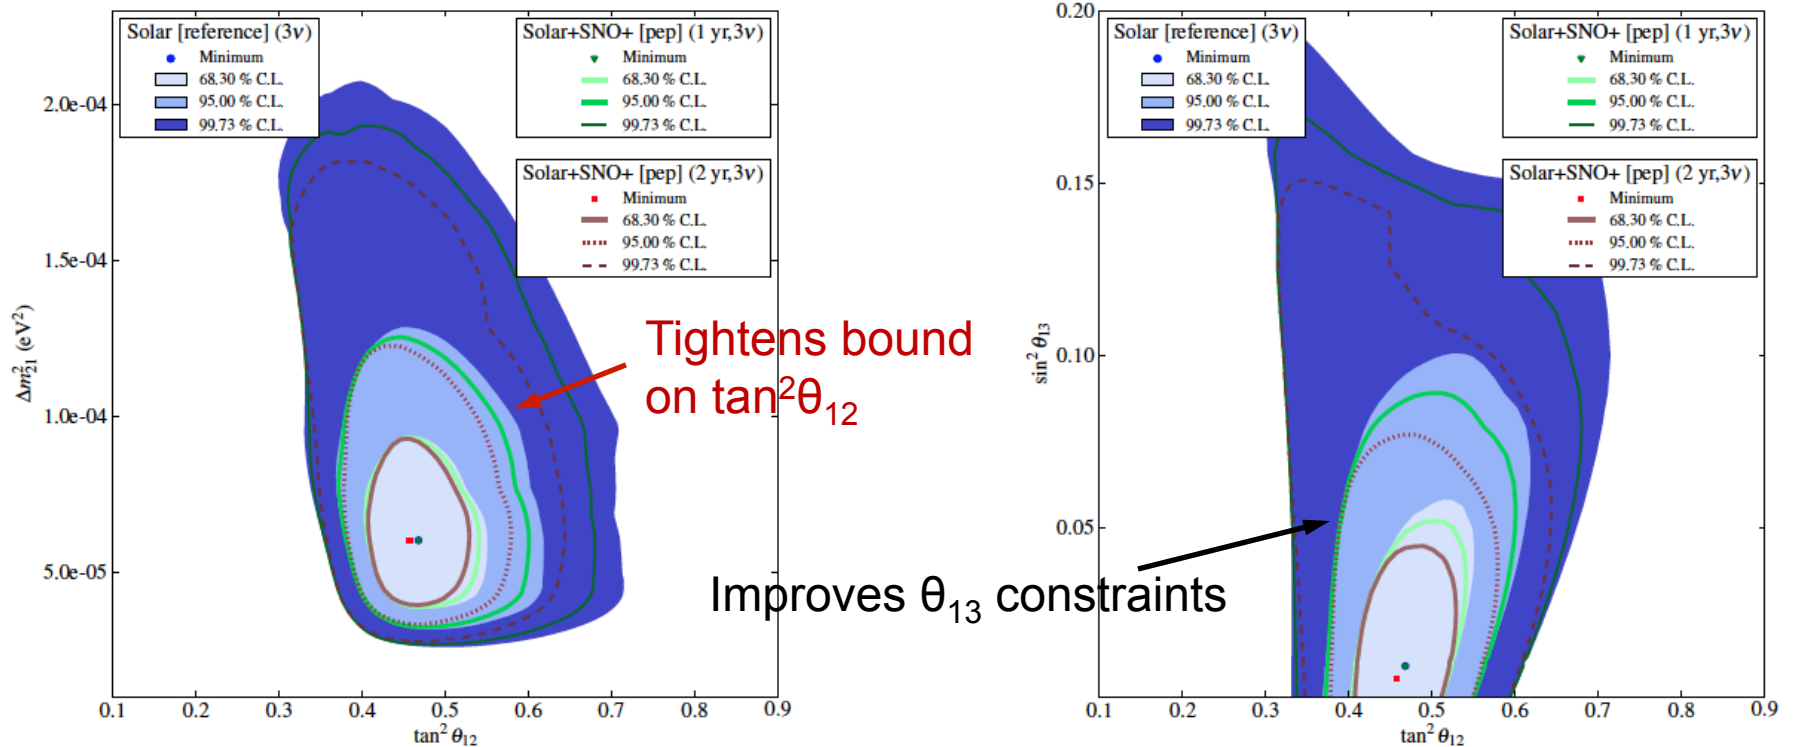 Solar [reference] (3ν)
Minimum
68.30 % C.L.
95.00 % C.L.
99.73 % C.L.
Solar+SNO+ [pep] (1 yr,3ν)
Minimum
68.30 % C.L.
95.00 % C.L.
99.73 % C.L.
Solar+SNO+ [pep] (2 yr,3ν)
Minimum
68.30 % C.L.
95.00 % C.L.
99.73 % C.L.
2.0e-04
1.5e-04
1.0e-04
5.0e-05
Δm²₂₁ (eV²)
0.1 0.2 0.3 0.4 0.5 0.6 0.7 0.8 0.9
tan² θ₁₂
Tightens bound
on tan²θ₁₂
Improves θ₁₃ constraints
Solar [reference] (3ν)
Minimum
68.30 % C.L.
95.00 % C.L.
99.73 % C.L.
Solar+SNO+ [pep] (1 yr,3ν)
Minimum
68.30 % C.L.
95.00 % C.L.
99.73 % C.L.
Solar+SNO+ [pep] (2 yr,3ν)
Minimum
68.30 % C.L.
95.00 % C.L.
99.73 % C.L.
0.20
0.15
0.10
0.05
sin² θ₁₃
0.1 0.2 0.3 0.4 0.5 0.6 0.7 0.8 0.9
tan² θ₁₂